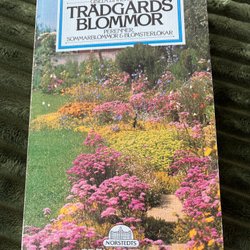 TRÄDGÅRDS
BLOMMOR
PERENNER,
SOMMARBLOMMOR & BLOMSTERLÖKAR
NORSTEDTS